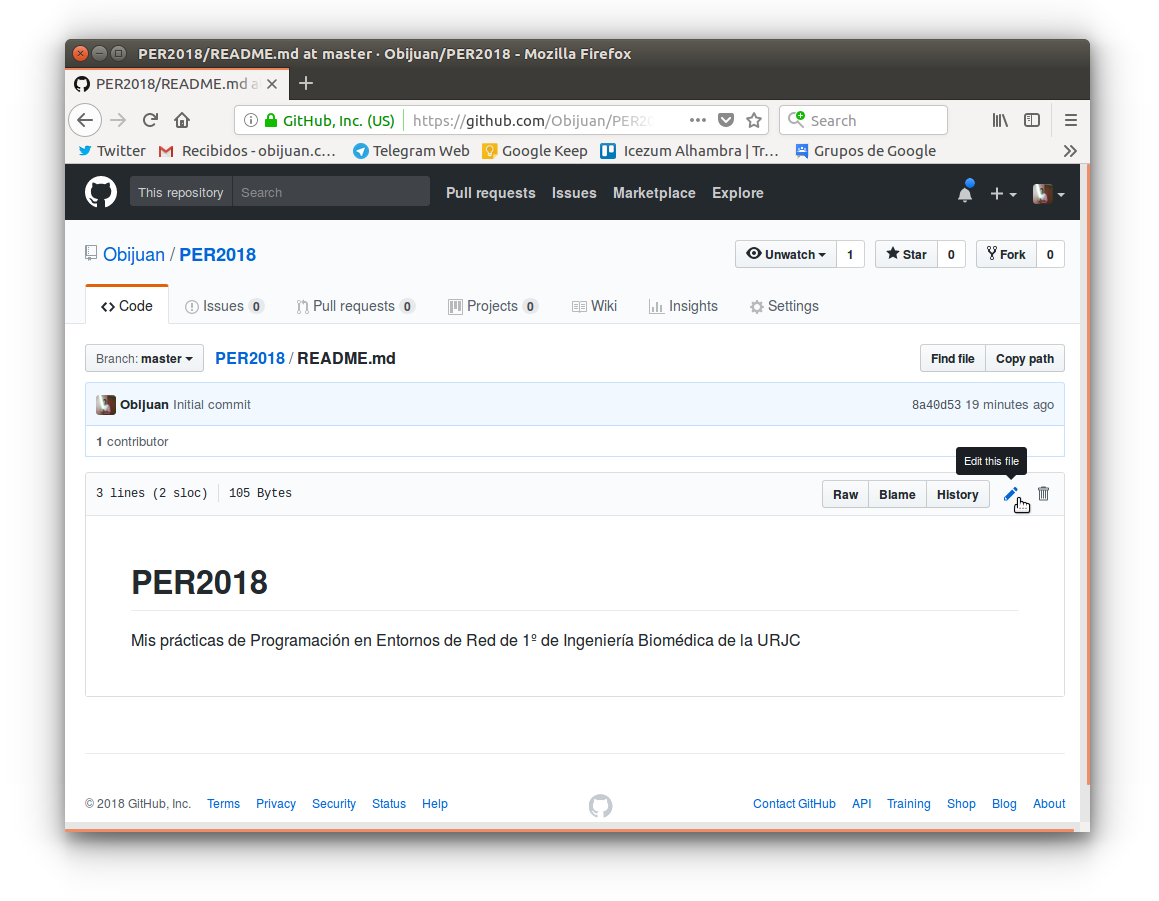 PER2018/README.md at master · Obijuan/PER2018 - Mozilla Firefox
PER2018/README.md a
GitHub, Inc. (US) https://github.com/Obijuan/PER20 Search
Twitter Recibidos - obijuan.c… Telegram Web Google Keep Icezum Alhambra | Tr… Grupos de Google
This repository Search Pull requests Issues Marketplace Explore
Obijuan / PER2018 Unwatch 1 Star 0 Fork 0
Code Issues 0 Pull requests 0 Projects 0 Wiki Insights Settings
Branch: master PER2018 / README.md Find file Copy path
Obijuan Initial commit 8a40d53 19 minutes ago
1 contributor
Edit this file
3 lines (2 sloc) 105 Bytes Raw Blame History
PER2018
Mis prácticas de Programación en Entornos de Red de 1º de Ingeniería Biomédica de la URJC
© 2018 GitHub, Inc. Terms Privacy Security Status Help Contact GitHub API Training Shop Blog About